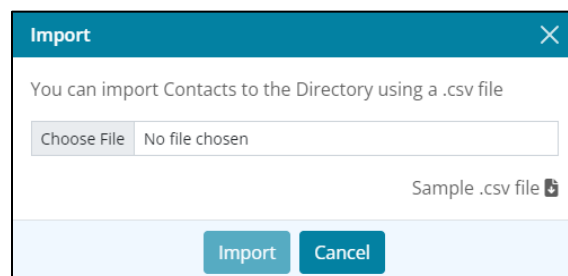 Import
You can import Contacts to the Directory using a .csv file
Choose File No file chosen
Sample .csv file
Import Cancel